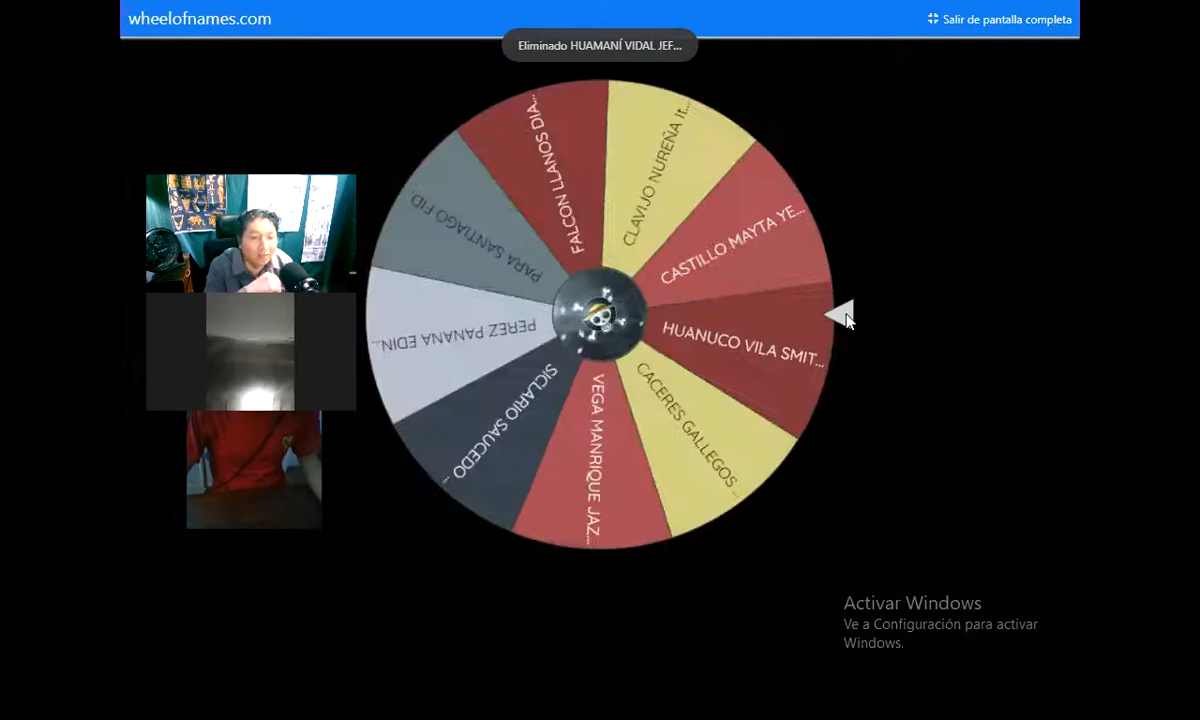 wheelofnames.com
Salir de pantalla completa
Eliminado HUAMANÍ VIDAL JEF...
FALCON LLANOS DIA...
CLAVIJO NUREÑA It...
CASTILLO MAYTA YE...
HUANUCO VILA SMIT...
CACERES GALLEGOS ...
VEGA MANRIQUE JAZ...
SICLARIO SAUCEDO ...
PEREZ PANANA EDIN...
PARA SANTIAGO FID
Activar Windows
Ve a Configuración para activar
Windows.